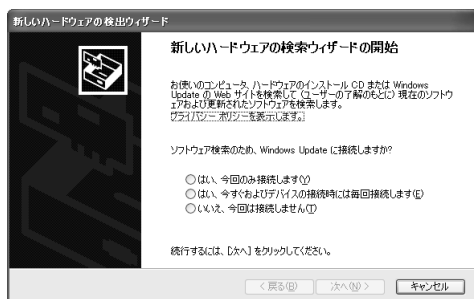 新しいハードウェアの検出ウィザード
新しいハードウェアの検索ウィザードの開始
お使いのコンピュータ、ハードウェアのインストール CD または Windows
Update の Web サイトを検索して (ユーザーの了解のもとに) 現在のソフトウ
ェアおよび更新されたソフトウェアを検索します。
プライバシー ポリシーを表示します。
ソフトウェア検索のため、Windows Update に接続しますか?
はい、今回のみ接続します(Y)
はい、今すぐおよびデバイスの接続時には毎回接続します(E)
いいえ、今回は接続しません(T)
続行するには、[次へ] をクリックしてください。
< 戻る(B) 次へ(N) > キャンセル